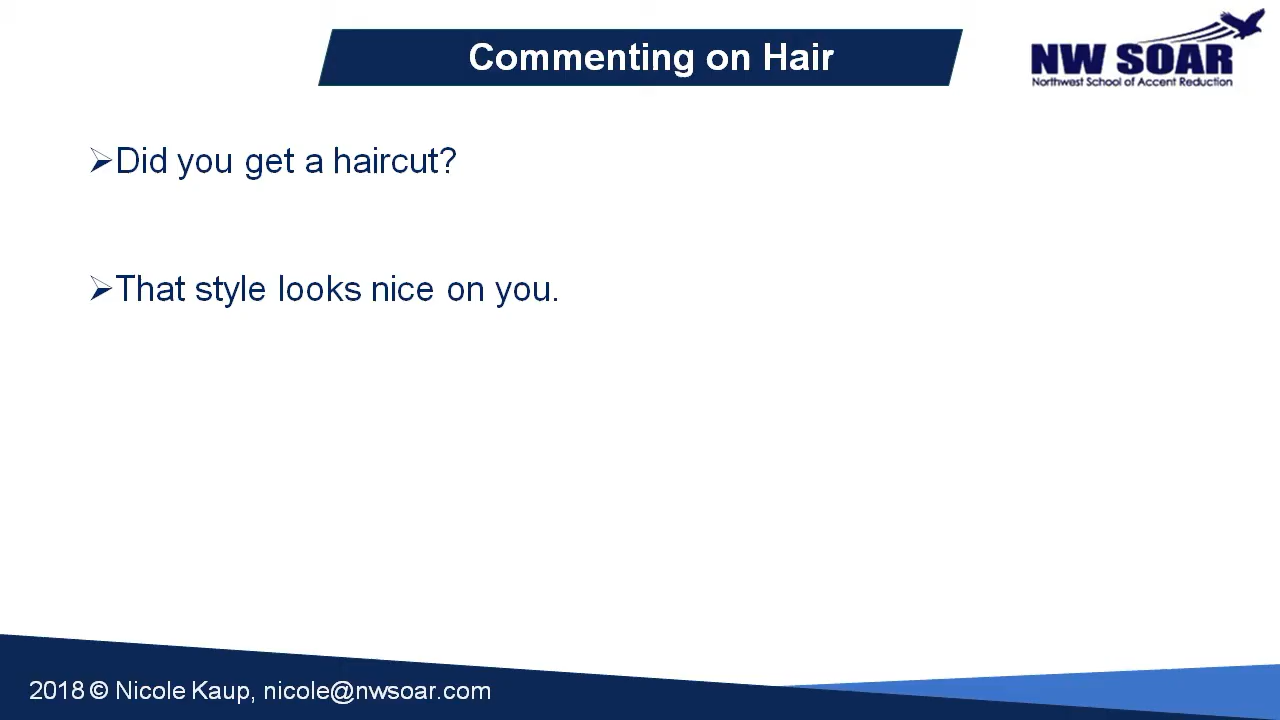 Commenting on Hair
NW SOAR
Northwest School of Accent Reduction
➢Did you get a haircut?
➢That style looks nice on you.
2018 © Nicole Kaup, nicole@nwsoar.com